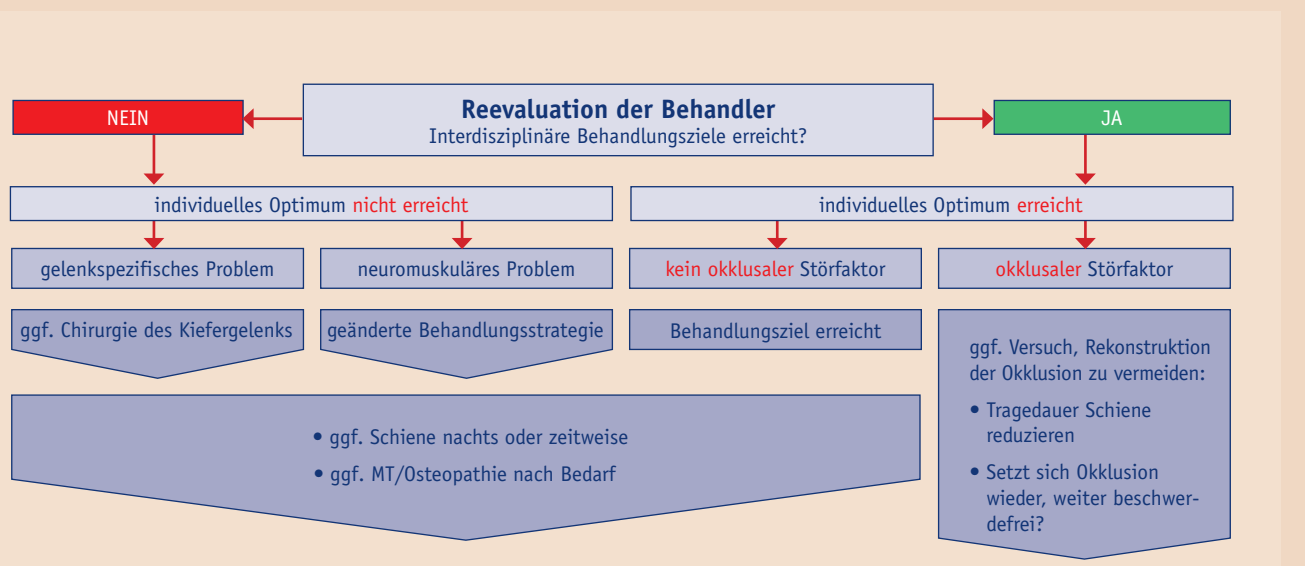 Reevaluation der Behandler
Interdisziplinäre Behandlungsziele erreicht?
NEIN
JA
individuelles Optimum nicht erreicht
individuelles Optimum erreicht
gelenkspezifisches Problem
neuromuskuläres Problem
kein okklusaler Störfaktor
okklusaler Störfaktor
ggf. Chirurgie des Kiefergelenks
geänderte Behandlungsstrategie
Behandlungsziel erreicht
ggf. Versuch, Rekonstruktion
der Okklusion zu vermeiden:
• Tragedauer Schiene
reduzieren
• Setzt sich Okklusion
wieder, weiter beschwer-
defrei?
• ggf. Schiene nachts oder zeitweise
• ggf. MT/Osteopathie nach Bedarf